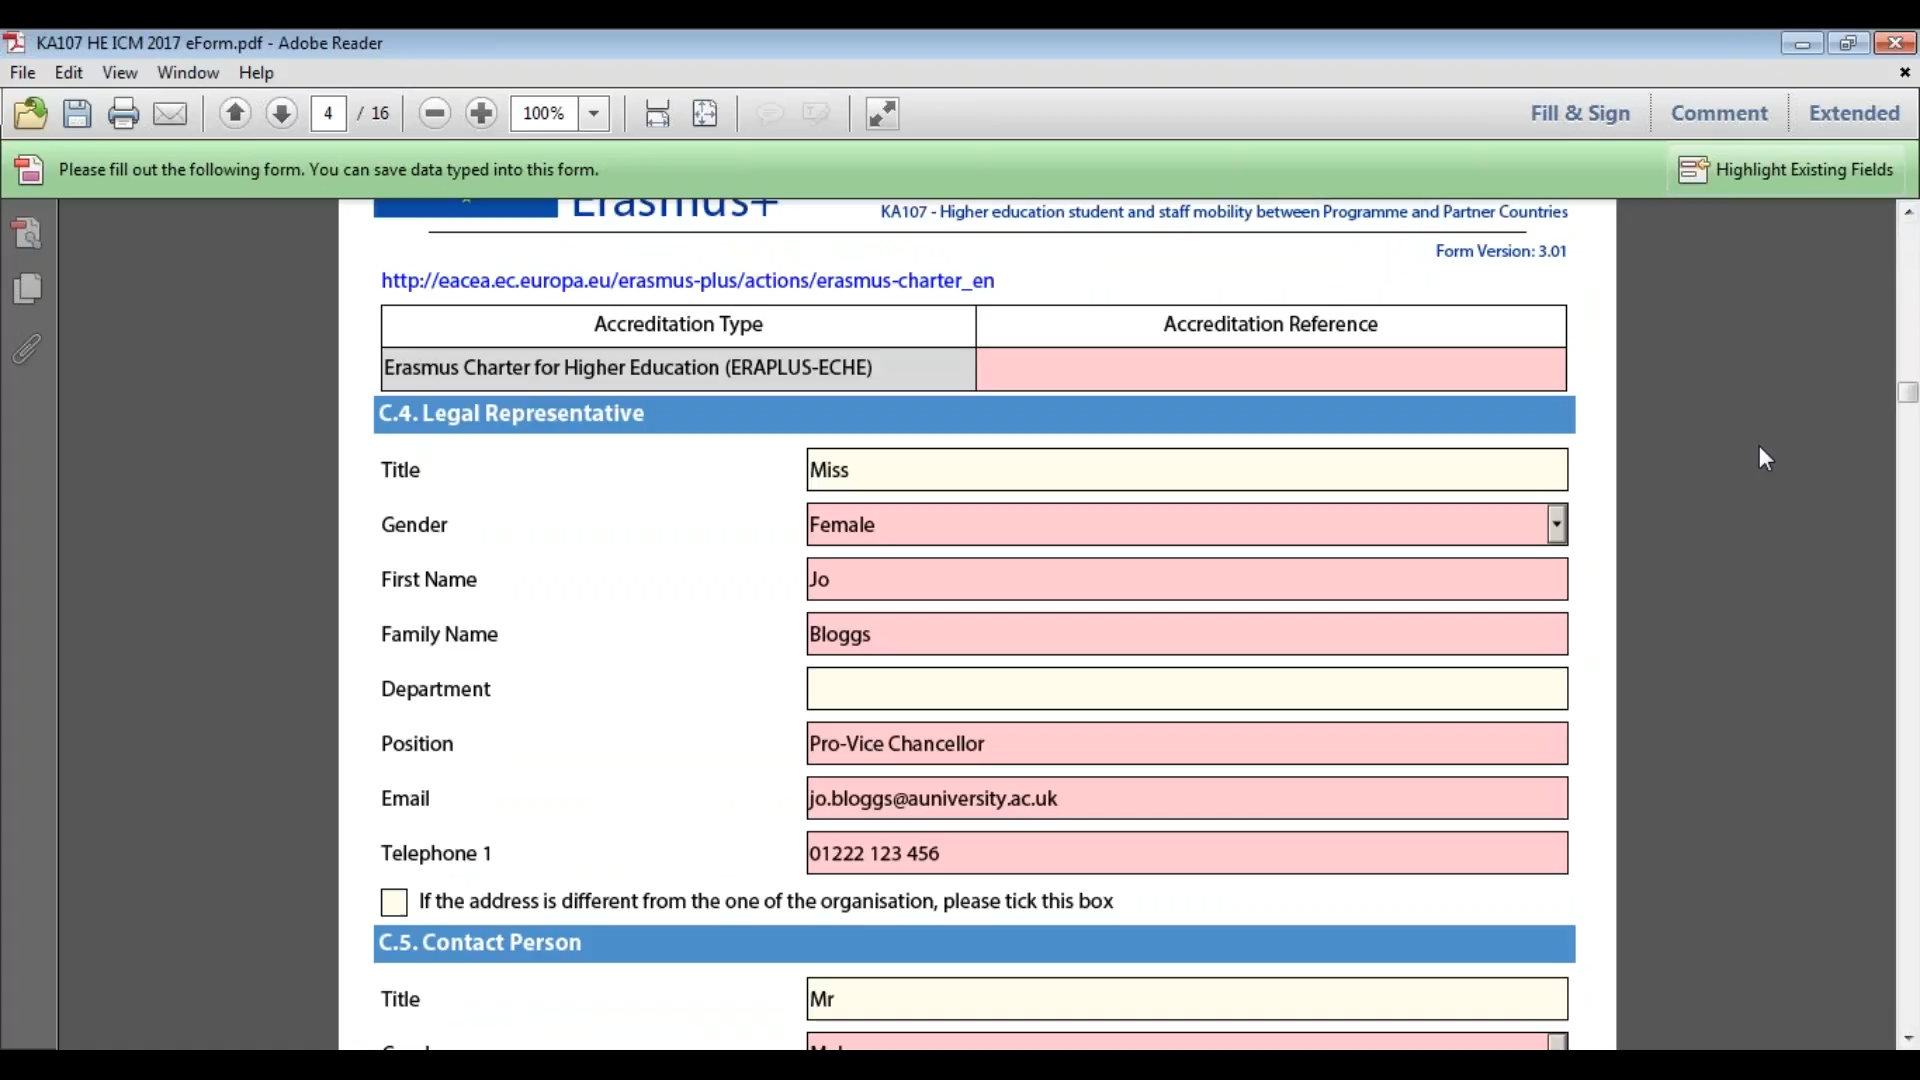 KA107 HE ICM 2017 eForm.pdf - Adobe Reader
File Edit View Window Help
4 / 16 100% Fill & Sign Comment Extended
Please fill out the following form. You can save data typed into this form. Highlight Existing Fields
Erasmus+ KA107 - Higher education student and staff mobility between Programme and Partner Countries
Form Version: 3.01
http://eacea.ec.europa.eu/erasmus-plus/actions/erasmus-charter_en
Accreditation Type Accreditation Reference
Erasmus Charter for Higher Education (ERAPLUS-ECHE)
C.4. Legal Representative
Title Miss
Gender Female
First Name Jo
Family Name Bloggs
Department
Position Pro-Vice Chancellor
Email jo.bloggs@auniversity.ac.uk
Telephone 1 01222 123 456
If the address is different from the one of the organisation, please tick this box
C.5. Contact Person
Title Mr